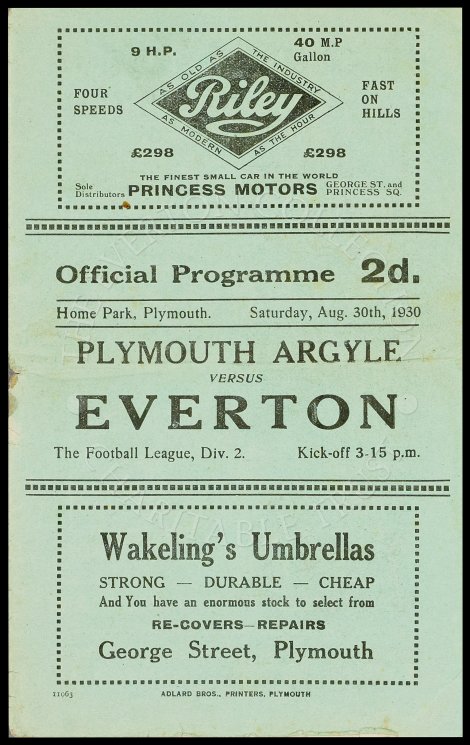 9 H.P.
40 M.P
Gallon
AS OLD AS THE INDUSTRY
Riley
AS MODERN AS THE HOUR
FOUR
SPEEDS
FAST
ON
HILLS
£298
£298
THE FINEST SMALL CAR IN THE WORLD
Sole
Distributors
PRINCESS MOTORS
GEORGE ST. and
PRINCESS SQ.
Official Programme 2d.
Home Park, Plymouth. Saturday, Aug. 30th, 1930
PLYMOUTH ARGYLE
VERSUS
EVERTON
The Football League, Div. 2. Kick-off 3-15 p.m.
Wakeling's Umbrellas
STRONG — DURABLE — CHEAP
And You have an enormous stock to select from
RE-COVERS—REPAIRS
George Street, Plymouth
11963 ADLARD BROS., PRINTERS, PLYMOUTH